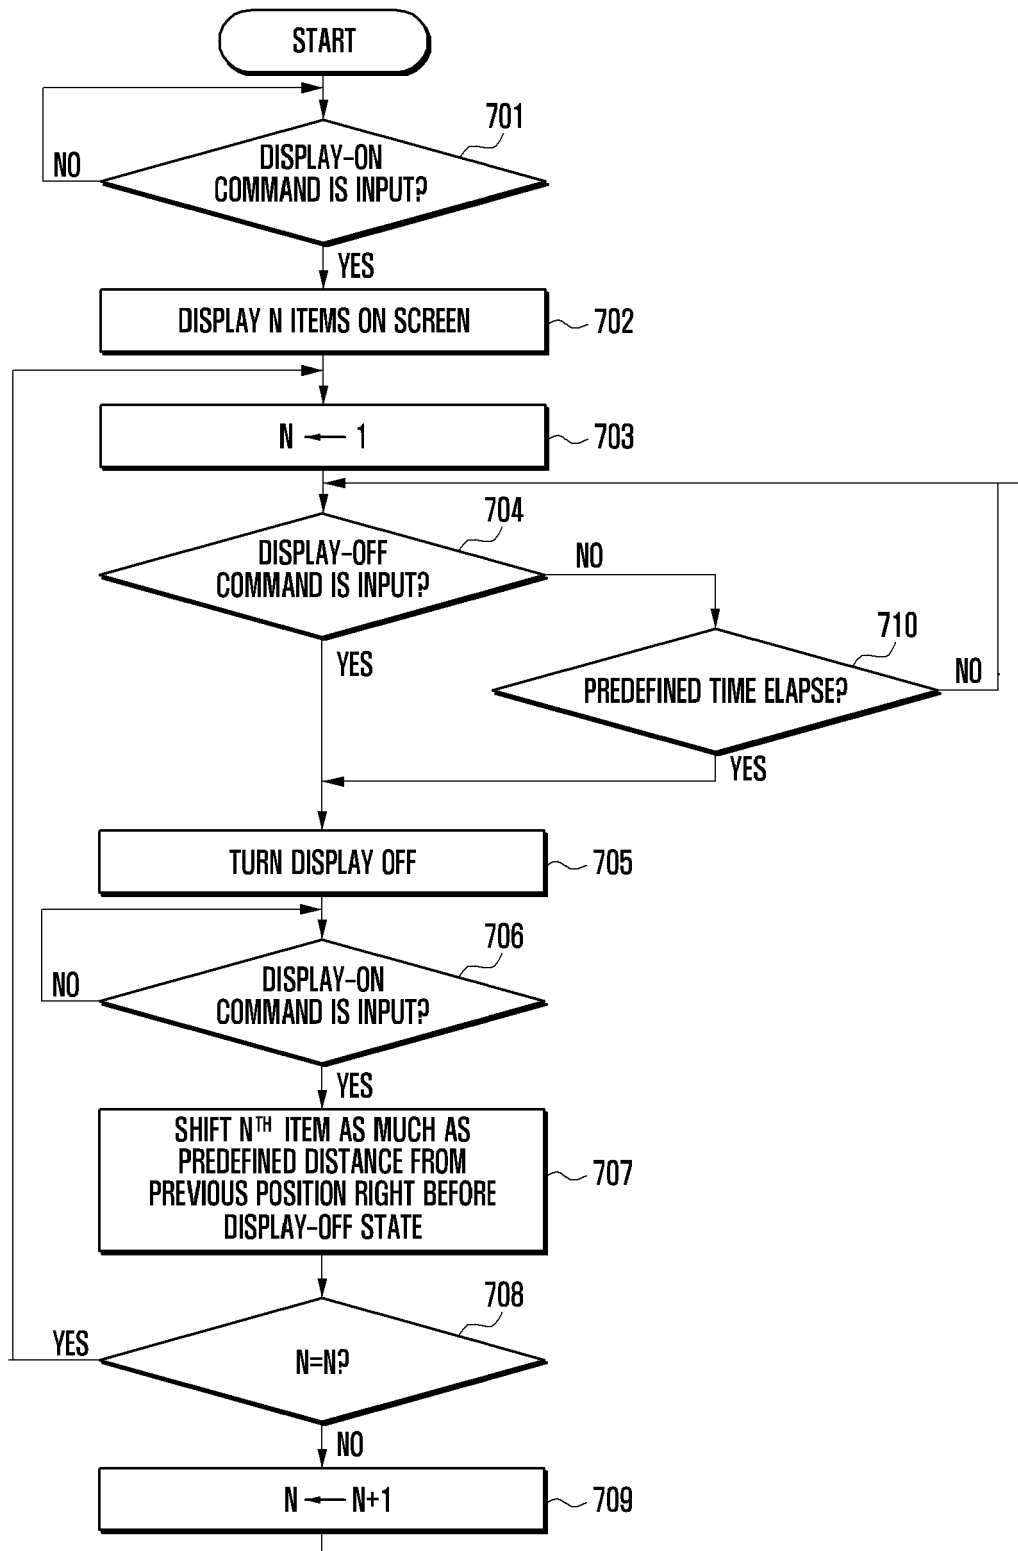 START
701
DISPLAY-ON
COMMAND IS INPUT?
NO
YES
DISPLAY N ITEMS ON SCREEN
702
N ← 1
703
704
DISPLAY-OFF
COMMAND IS INPUT?
NO
YES
710
PREDEFINED TIME ELAPSE?
NO
YES
TURN DISPLAY OFF
705
706
DISPLAY-ON
COMMAND IS INPUT?
NO
YES
SHIFT NTH ITEM AS MUCH AS
PREDEFINED DISTANCE FROM
PREVIOUS POSITION RIGHT BEFORE
DISPLAY-OFF STATE
707
708
N=N?
YES
NO
N ← N+1
709